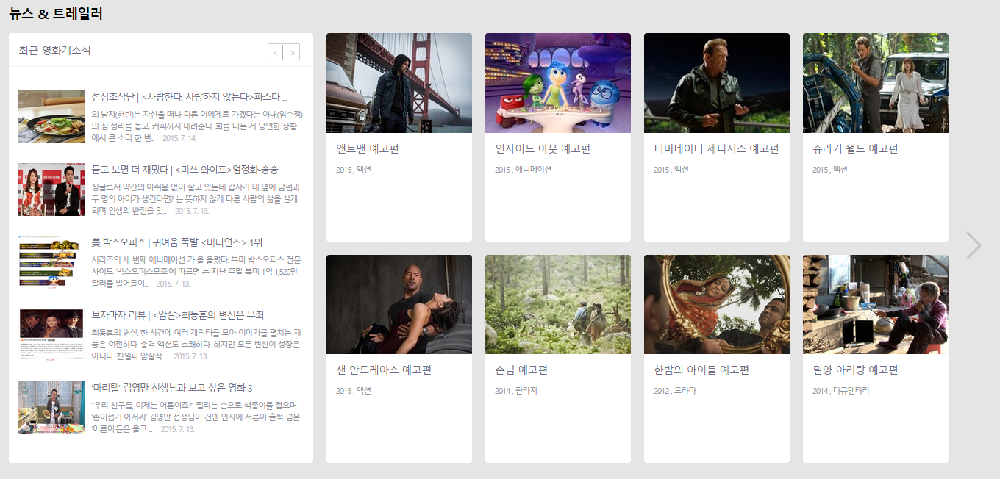 뉴스 & 트레일러
최근 영화계소식
< >
점심조작단 | <사랑한다, 사랑하지 않는다>파스타 ...
의 남자(현빈)는 자신을 떠나 다른 이에게로 가겠다는 아내(임수정)
의 짐 정리를 돕고, 커피까지 내려준다. 화를 내는 게 당연한 상황
에서 큰 소리 한 번... 2015. 7. 14.
듣고 보면 더 재밌다 | <미쓰 와이프>엄정화-송승...
싱글로서 약간의 아쉬움 없이 살고 있는데 갑자기 내 옆에 남편과
두 명의 아이가 생긴다면? 는 뜻하지 않게 다른 사람의 삶을 살게
되며 인생의 반전을 맞... 2015. 7. 13.
美 박스오피스 | 귀여움 폭발 <미니언즈> 1위
시리즈의 세 번째 애니메이션 가 을 울렸다. 북미 박스오피스 전문
사이트 '박스오피스모조'에 따르면 는 지난 주말 북미 1억 1,520만
달러를 벌어들이... 2015. 7. 13.
보자마자 리뷰 | <암살>최동훈의 변신은 무죄
최동훈의 변신. 한 사건에 여러 캐릭터를 모아 이야기를 펼치는 재
능은 여전하다. 총격 액션도 호쾌하다. 하지만 모든 변신이 성장은
아니다. 친일파 암살작... 2015. 7. 13.
'마리텔' 김영만 선생님과 보고 싶은 영화 3
"우리 친구들, 이제는 어른이죠?" 떨리는 손으로 색종이를 접으며
'종이접기 아저씨' 김영만 선생님이 건넨 인사에 서른이 훌쩍 넘은
'어른이'들은 울고 ... 2015. 7. 13.
앤트맨 예고편
2015 , 액션
인사이드 아웃 예고편
2015 , 애니메이션
터미네이터 제니시스 예고편
2015 , 액션
쥬라기 월드 예고편
2015 , 액션
샌 안드레아스 예고편
2015 , 액션
손님 예고편
2014 , 판타지
한밤의 아이들 예고편
2012 , 드라마
밀양 아리랑 예고편
2014 , 다큐멘터리